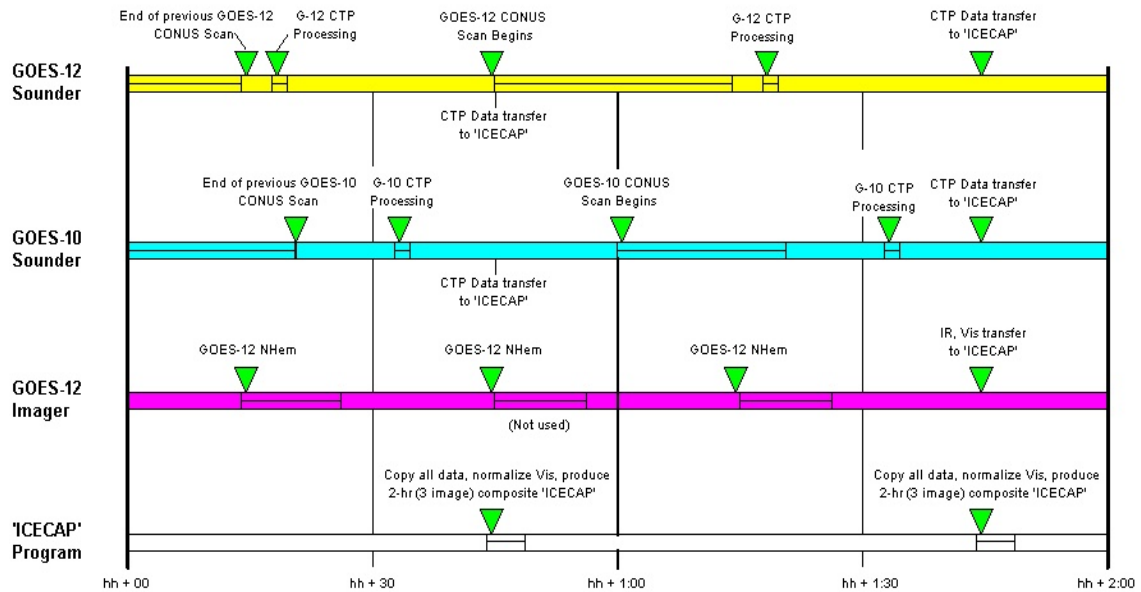 End of previous GOES-12
CONUS Scan
G-12 CTP
Processing
GOES-12 CONUS
Scan Begins
G-12 CTP
Processing
CTP Data transfer
to 'ICECAP'
GOES-12
Sounder
CTP Data transfer
to 'ICECAP'
End of previous GOES-10
CONUS Scan
G-10 CTP
Processing
GOES-10 CONUS
Scan Begins
G-10 CTP
Processing
CTP Data transfer
to 'ICECAP'
GOES-10
Sounder
CTP Data transfer
to 'ICECAP'
GOES-12 NHem
GOES-12 NHem
GOES-12 NHem
IR, Vis transfer
to 'ICECAP'
GOES-12
Imager
(Not used)
Copy all data, normalize Vis, produce
2-hr (3 image) composite 'ICECAP'
Copy all data, normalize Vis, produce
2-hr (3 image) composite 'ICECAP'
'ICECAP'
Program
hh + 00
hh + 30
hh + 1:00
hh + 1:30
hh + 2:00